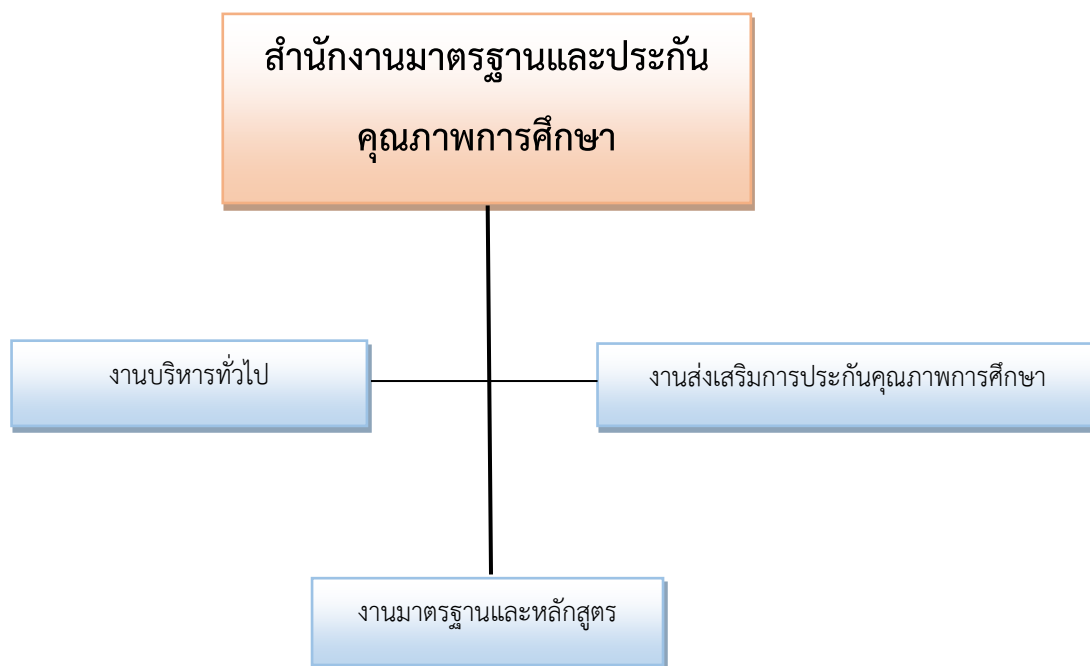 สำนักงานมาตรฐานและประกัน
คุณภาพการศึกษา
งานบริหารทั่วไป
งานส่งเสริมการประกันคุณภาพการศึกษา
งานมาตรฐานและหลักสูตร